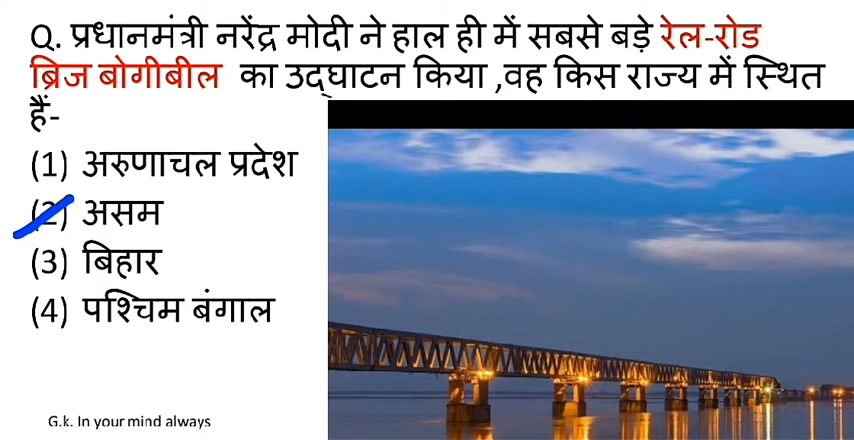 Q. प्रधानमंत्री नरेंद्र मोदी ने हाल ही में सबसे बड़े रेल-रोड
ब्रिज बोगीबील का उद्घाटन किया ,वह किस राज्य में स्थित
हैं-
(1) अरुणाचल प्रदेश
(2) असम
(3) बिहार
(4) पश्चिम बंगाल
G.k. In your mind always